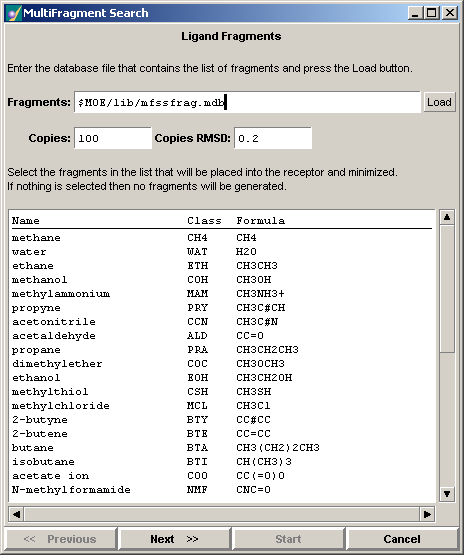 MultiFragment Search
Ligand Fragments
Enter the database file that contains the list of fragments and press the Load button.
Fragments: $MOE/lib/mfssfrag.mdb Load
Copies: 100 Copies RMSD: 0.2
Select the fragments in the list that will be placed into the receptor and minimized.
If nothing is selected then no fragments will be generated.
Name Class Formula
methane CH4 CH4
water WAT H2O
ethane ETH CH3CH3
methanol COH CH3OH
methylammonium MAM CH3NH3+
propyne PRY CH3C#CH
acetonitrile CCN CH3C#N
acetaldehyde ALD CC=O
propane PRA CH3CH2CH3
dimethylether COC CH3OCH3
ethanol EOH CH3CH2OH
methylthiol CSH CH3SH
methylchloride MCL CH3Cl
2-butyne BTY CC#CC
2-butene BTE CC=CC
butane BTA CH3(CH2)2CH3
isobutane BTI CH(CH3)3
acetate ion COO CC(=O)O
N-methylformamide NMF CNC=O
<< Previous Next >> Start Cancel